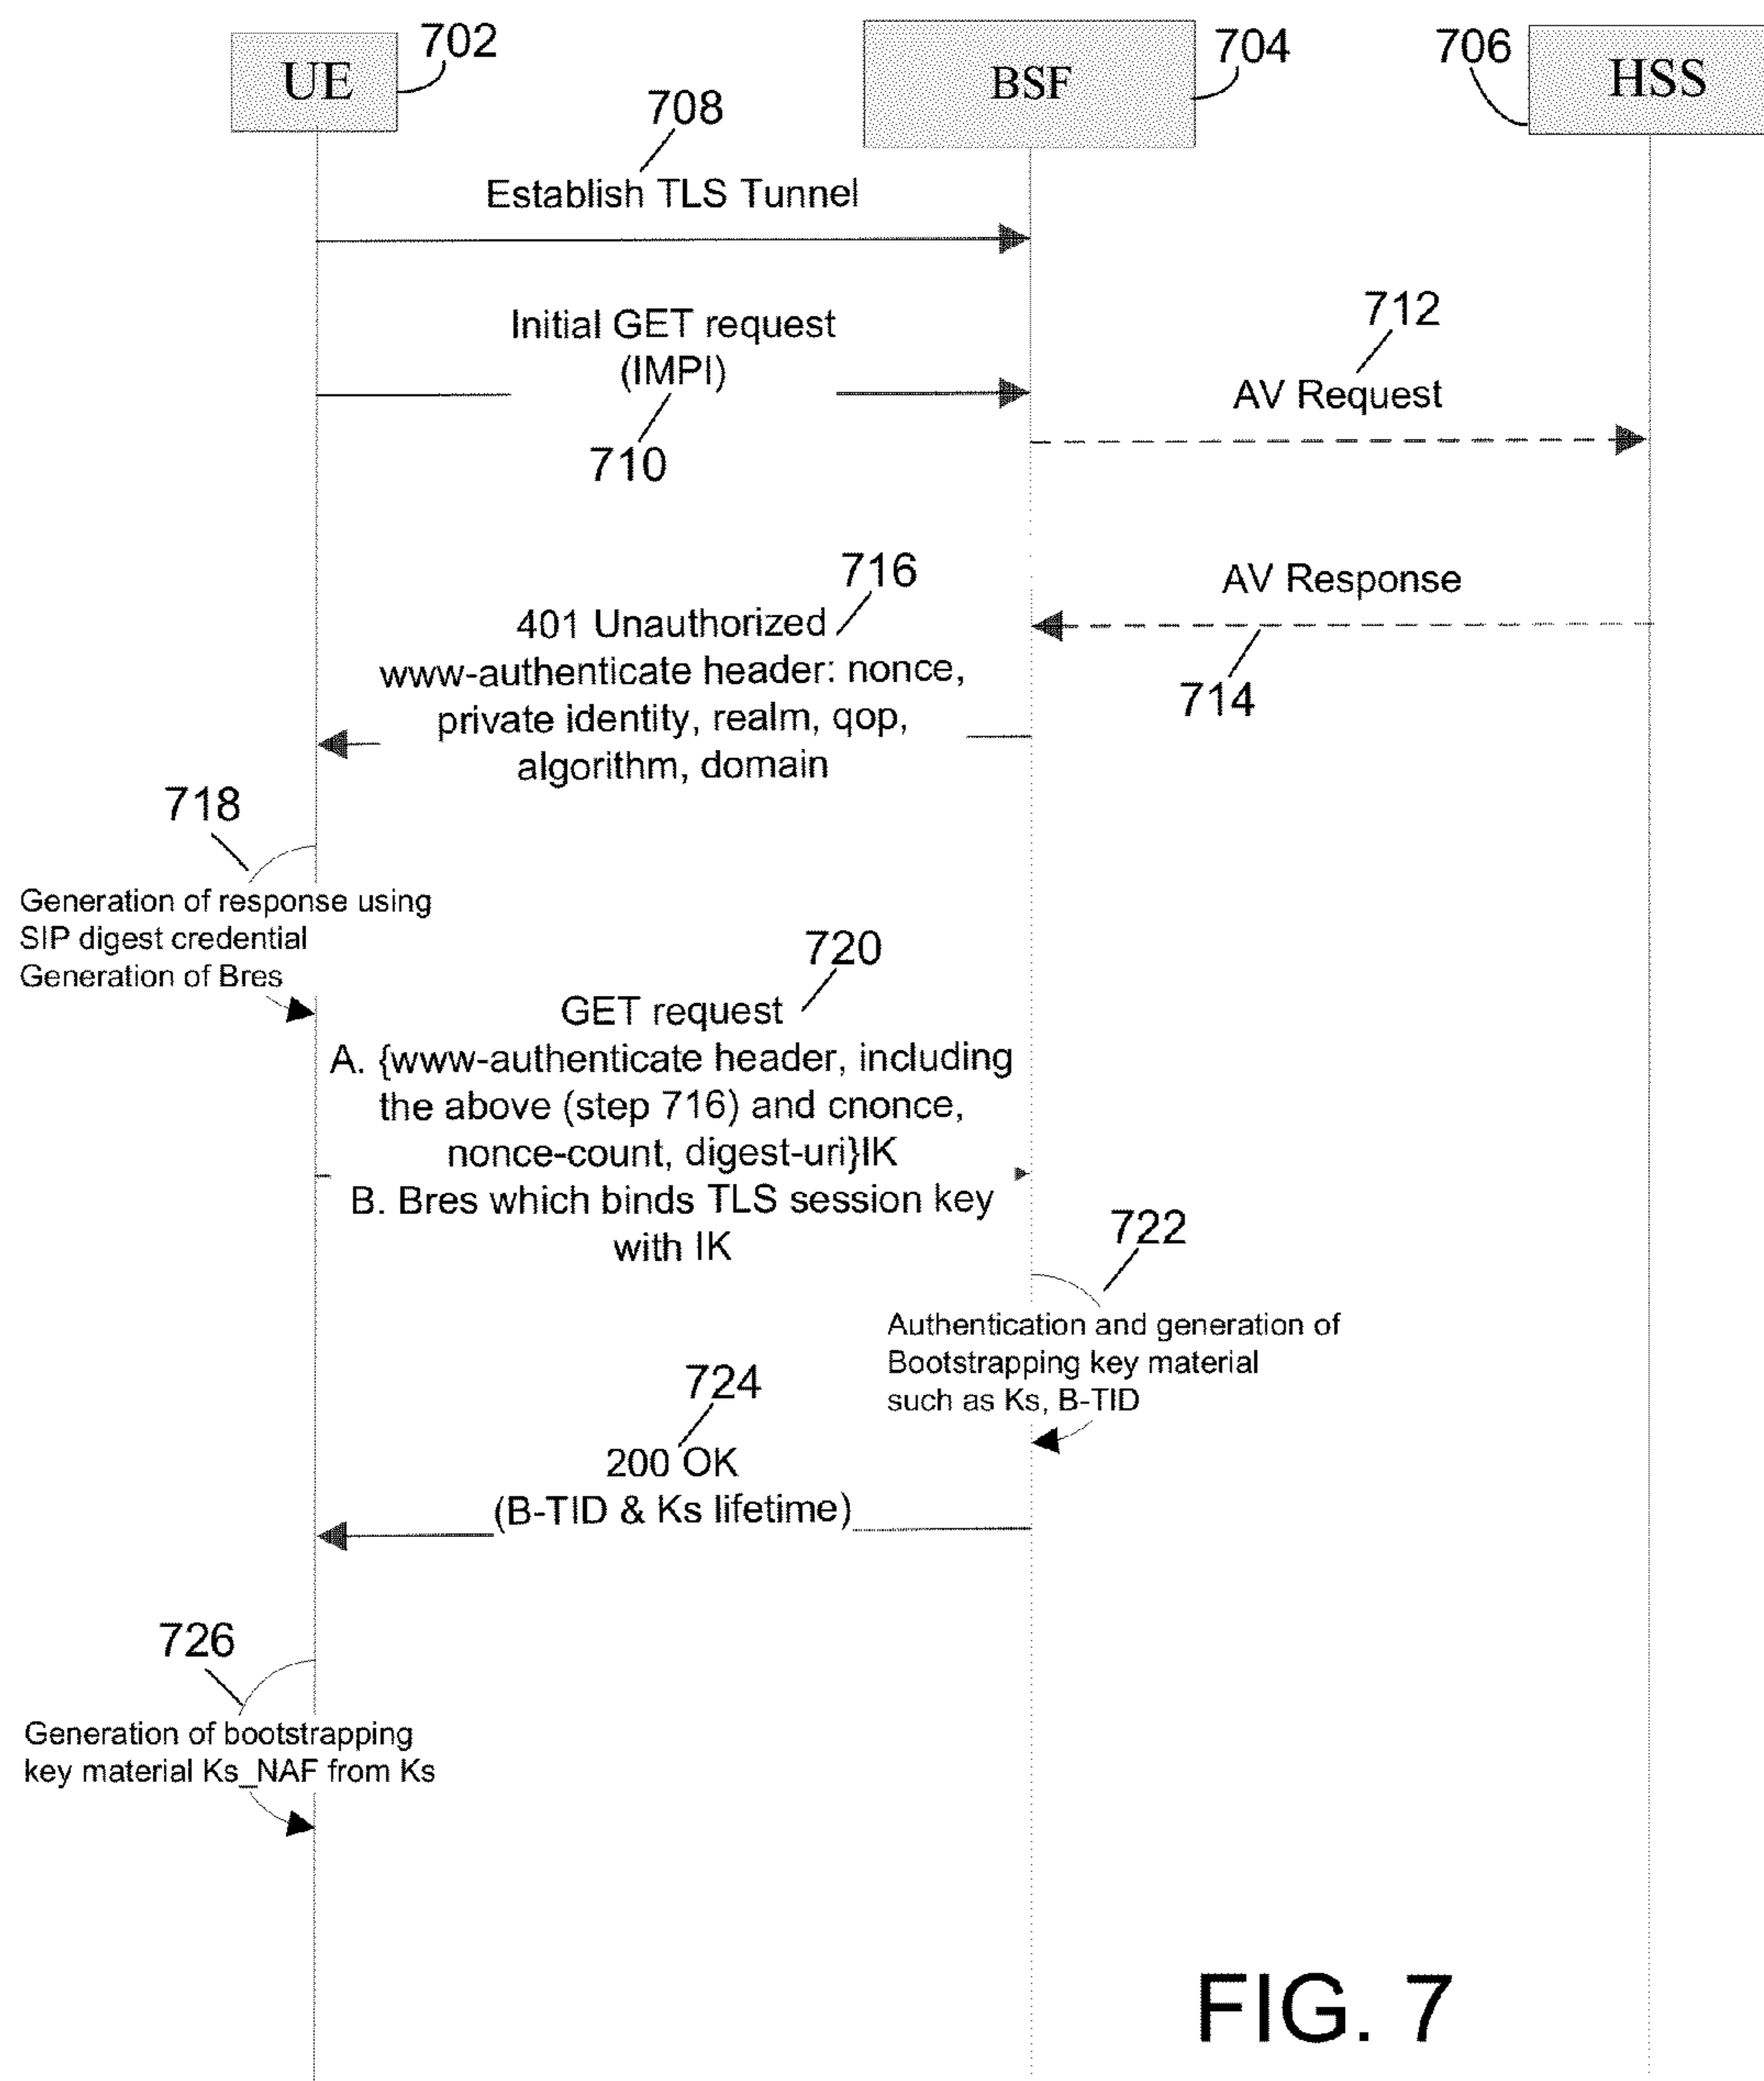 UE
702
BSF
704
706
HSS
708
Establish TLS Tunnel
Initial GET request
(IMPI)
710
712
AV Request
AV Response
714
716
401 Unauthorized
www-authenticate header: nonce,
private identity, realm, qop,
algorithm, domain
718
Generation of response using
SIP digest credential
Generation of Bres
720
GET request
A. {www-authenticate header, including
the above (step 716) and cnonce,
nonce-count, digest-uri}IK
B. Bres which binds TLS session key
with IK
722
Authentication and generation of
Bootstrapping key material
such as Ks, B-TID
724
200 OK
(B-TID & Ks lifetime)
726
Generation of bootstrapping
key material Ks_NAF from Ks
FIG. 7